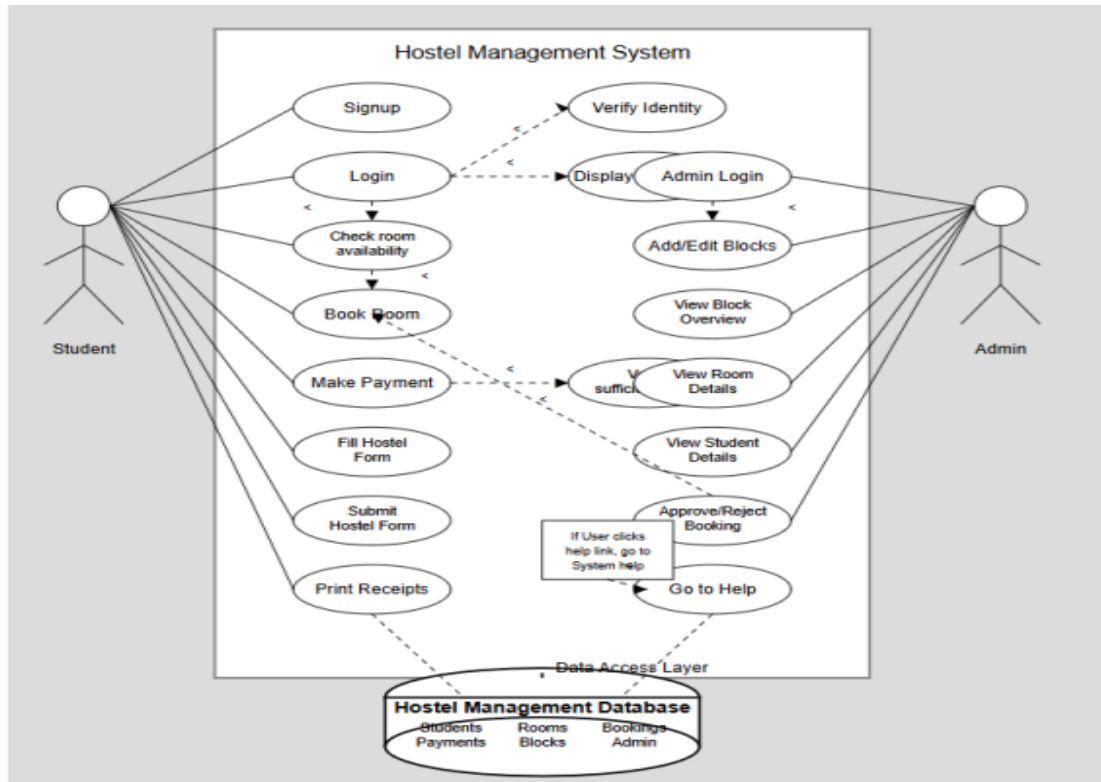 Hostel Management System
Signup
Verify Identity
<
Login
Display
Admin Login
<
<
<
Check room
availability
Add/Edit Blocks
<
Book Room
View Block
Overview
Student
Admin
Make Payment
<
View Room
Details
suffic
<
Fill Hostel
Form
View Student
Details
Submit
Hostel Form
Approve/Reject
Booking
If User clicks
help link, go to
System help
Print Receipts
Go to Help
Data Access Layer
Hostel Management Database
Students Rooms Bookings
Payments Blocks Admin